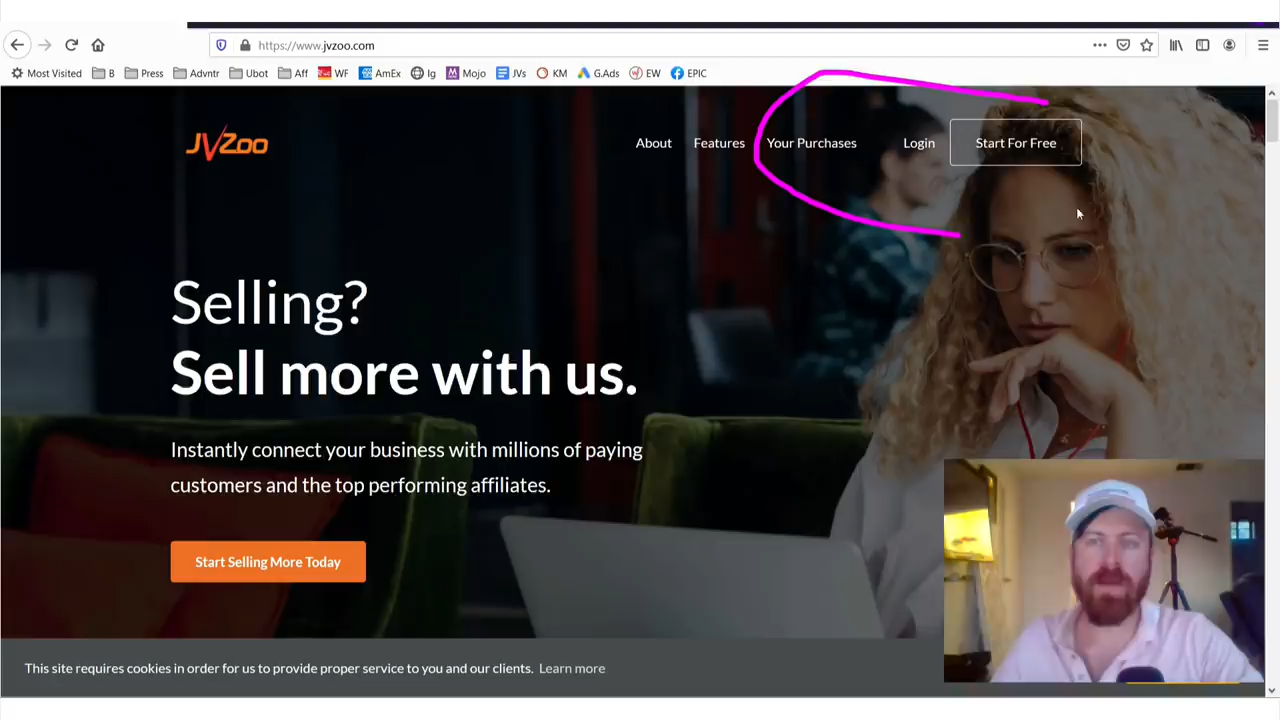 https://www.jvzoo.com
Most Visited B Press Advntr Ubot Aff WF AmEx Ig Mojo JVs KM G.Ads EW EPIC
JVZoo About Features Your Purchases Login Start For Free
Selling?
Sell more with us.
Instantly connect your business with millions of paying
customers and the top performing affiliates.
Start Selling More Today
This site requires cookies in order for us to provide proper service to you and our clients. Learn more